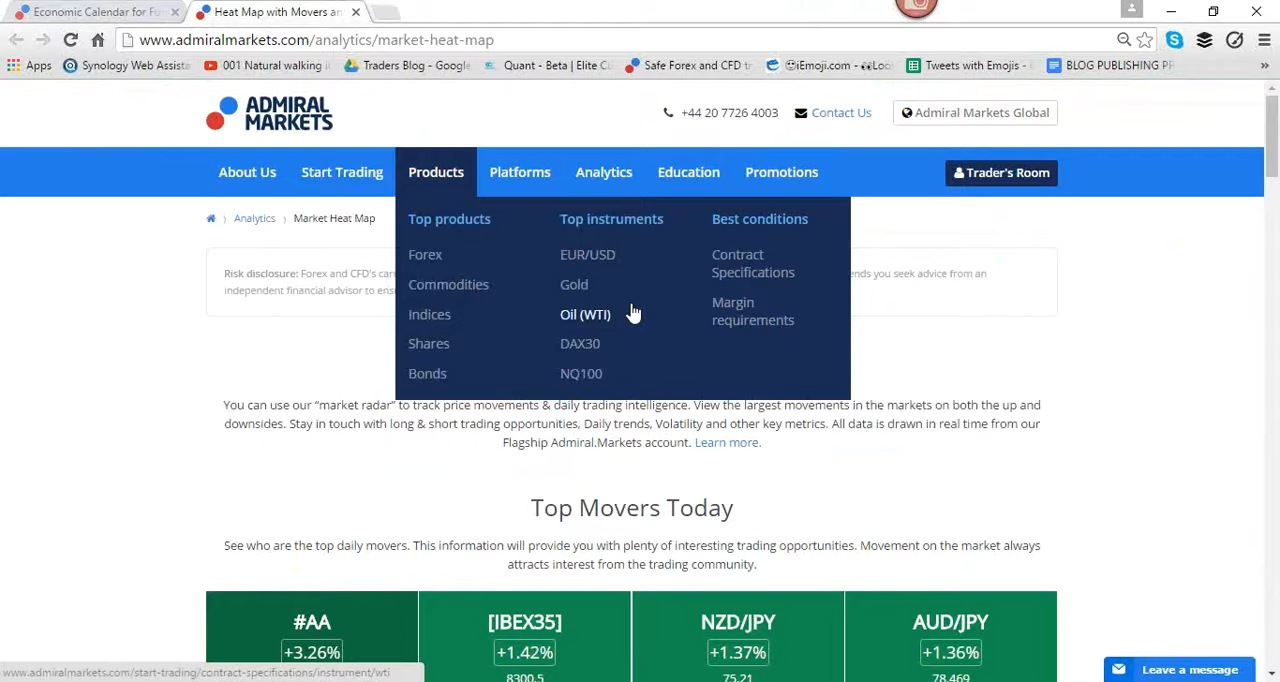 Economic Calendar for Fo
Heat Map with Movers an
www.admiralmarkets.com/analytics/market-heat-map
Apps
Synology Web Assista
001 Natural walking i
Traders Blog - Google
Quant - Beta | Elite Cu
Safe Forex and CFD tr
iEmoji.com -
Tweets with Emojis -
BLOG PUBLISHING PR
»
ADMIRAL
MARKETS
+44 20 7726 4003
Contact Us
Admiral Markets Global
About Us
Start Trading
Products
Platforms
Analytics
Education
Promotions
Trader's Room
Analytics
Market Heat Map
Top products
Top instruments
Best conditions
Forex
EUR/USD
Contract
Specifications
Commodities
Gold
Indices
Oil (WTI)
Margin
requirements
Shares
DAX30
Bonds
NQ100
Risk disclosure: Forex and CFD's car
ends you seek advice from an
independent financial advisor to ens
You can use our "market radar" to track price movements & daily trading intelligence. View the largest movements in the markets on both the up and
downsides. Stay in touch with long & short trading opportunities, Daily trends, Volatility and other key metrics. All data is drawn in real time from our
Flagship Admiral.Markets account. Learn more.
Top Movers Today
See who are the top daily movers. This information will provide you with plenty of interesting trading opportunities. Movement on the market always
attracts interest from the trading community.
#AA
[IBEX35]
NZD/JPY
AUD/JPY
+3.26%
+1.42%
+1.37%
+1.36%
8300.5
75.21
78.469
www.admiralmarkets.com/start-trading/contract-specifications/instrument/wti
Leave a message